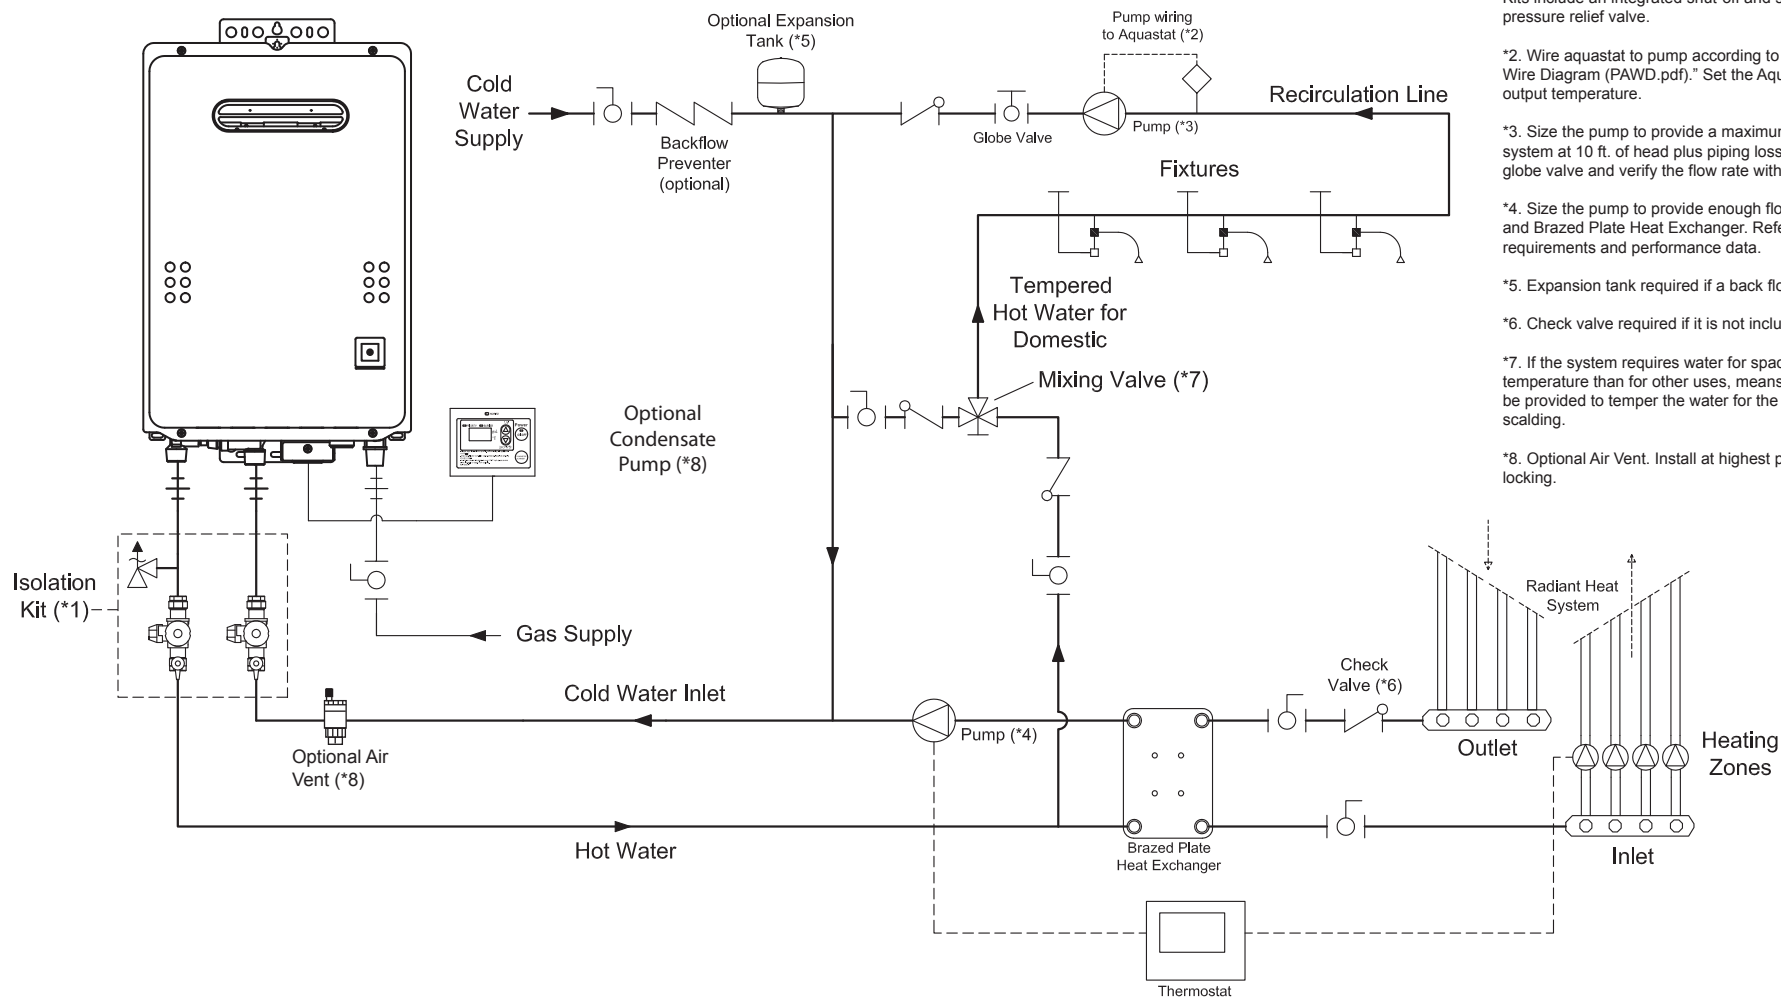 Optional Expansion
Tank (*5)
Pump wiring
to Aquastat (*2)
Cold
Water
Supply
Backflow
Preventer
(optional)
Globe Valve
Pump (*3)
Recirculation Line
Fixtures
Tempered
Hot Water for
Domestic
Mixing Valve (*7)
Optional
Condensate
Pump (*8)
Isolation
Kit (*1)
Gas Supply
Cold Water Inlet
Optional Air
Vent (*8)
Hot Water
Pump (*4)
Brazed Plate
Heat Exchanger
Check
Valve (*6)
Radiant Heat
System
Outlet
Inlet
Heating
Zones
Thermostat
pressure relief valve.
*2. Wire aquastat to pump according to
Wire Diagram (PAWD.pdf)." Set the Aqu
output temperature.
*3. Size the pump to provide a maximum
system at 10 ft. of head plus piping loss
globe valve and verify the flow rate with
*4. Size the pump to provide enough flo
and Brazed Plate Heat Exchanger. Refe
requirements and performance data.
*5. Expansion tank required if a back flo
*6. Check valve required if it is not inclu
*7. If the system requires water for spac
temperature than for other uses, means
be provided to temper the water for the
scalding.
*8. Optional Air Vent. Install at highest p
locking.